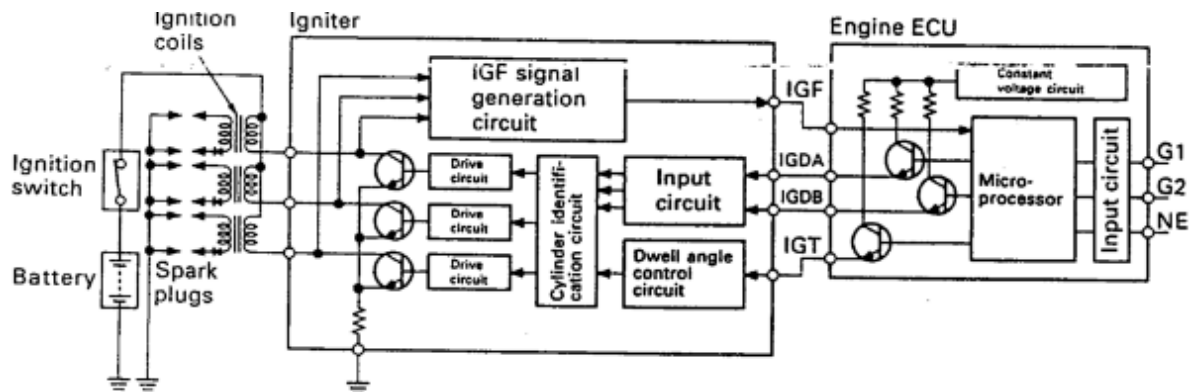 Ignition
coils
Igniter
Engine ECU
IGF signal
generation
circuit
IGF
Constant
voltage circuit
Ignition
switch
Drive
circuit
Cylinder identifi-
cation circuit
Input
circuit
IGDA
IGDB
Micro-
processor
Input circuit
G1
G2
NE
Drive
circuit
Battery
Spark
plugs
Drive
circuit
Dwell angle
control
circuit
IGT